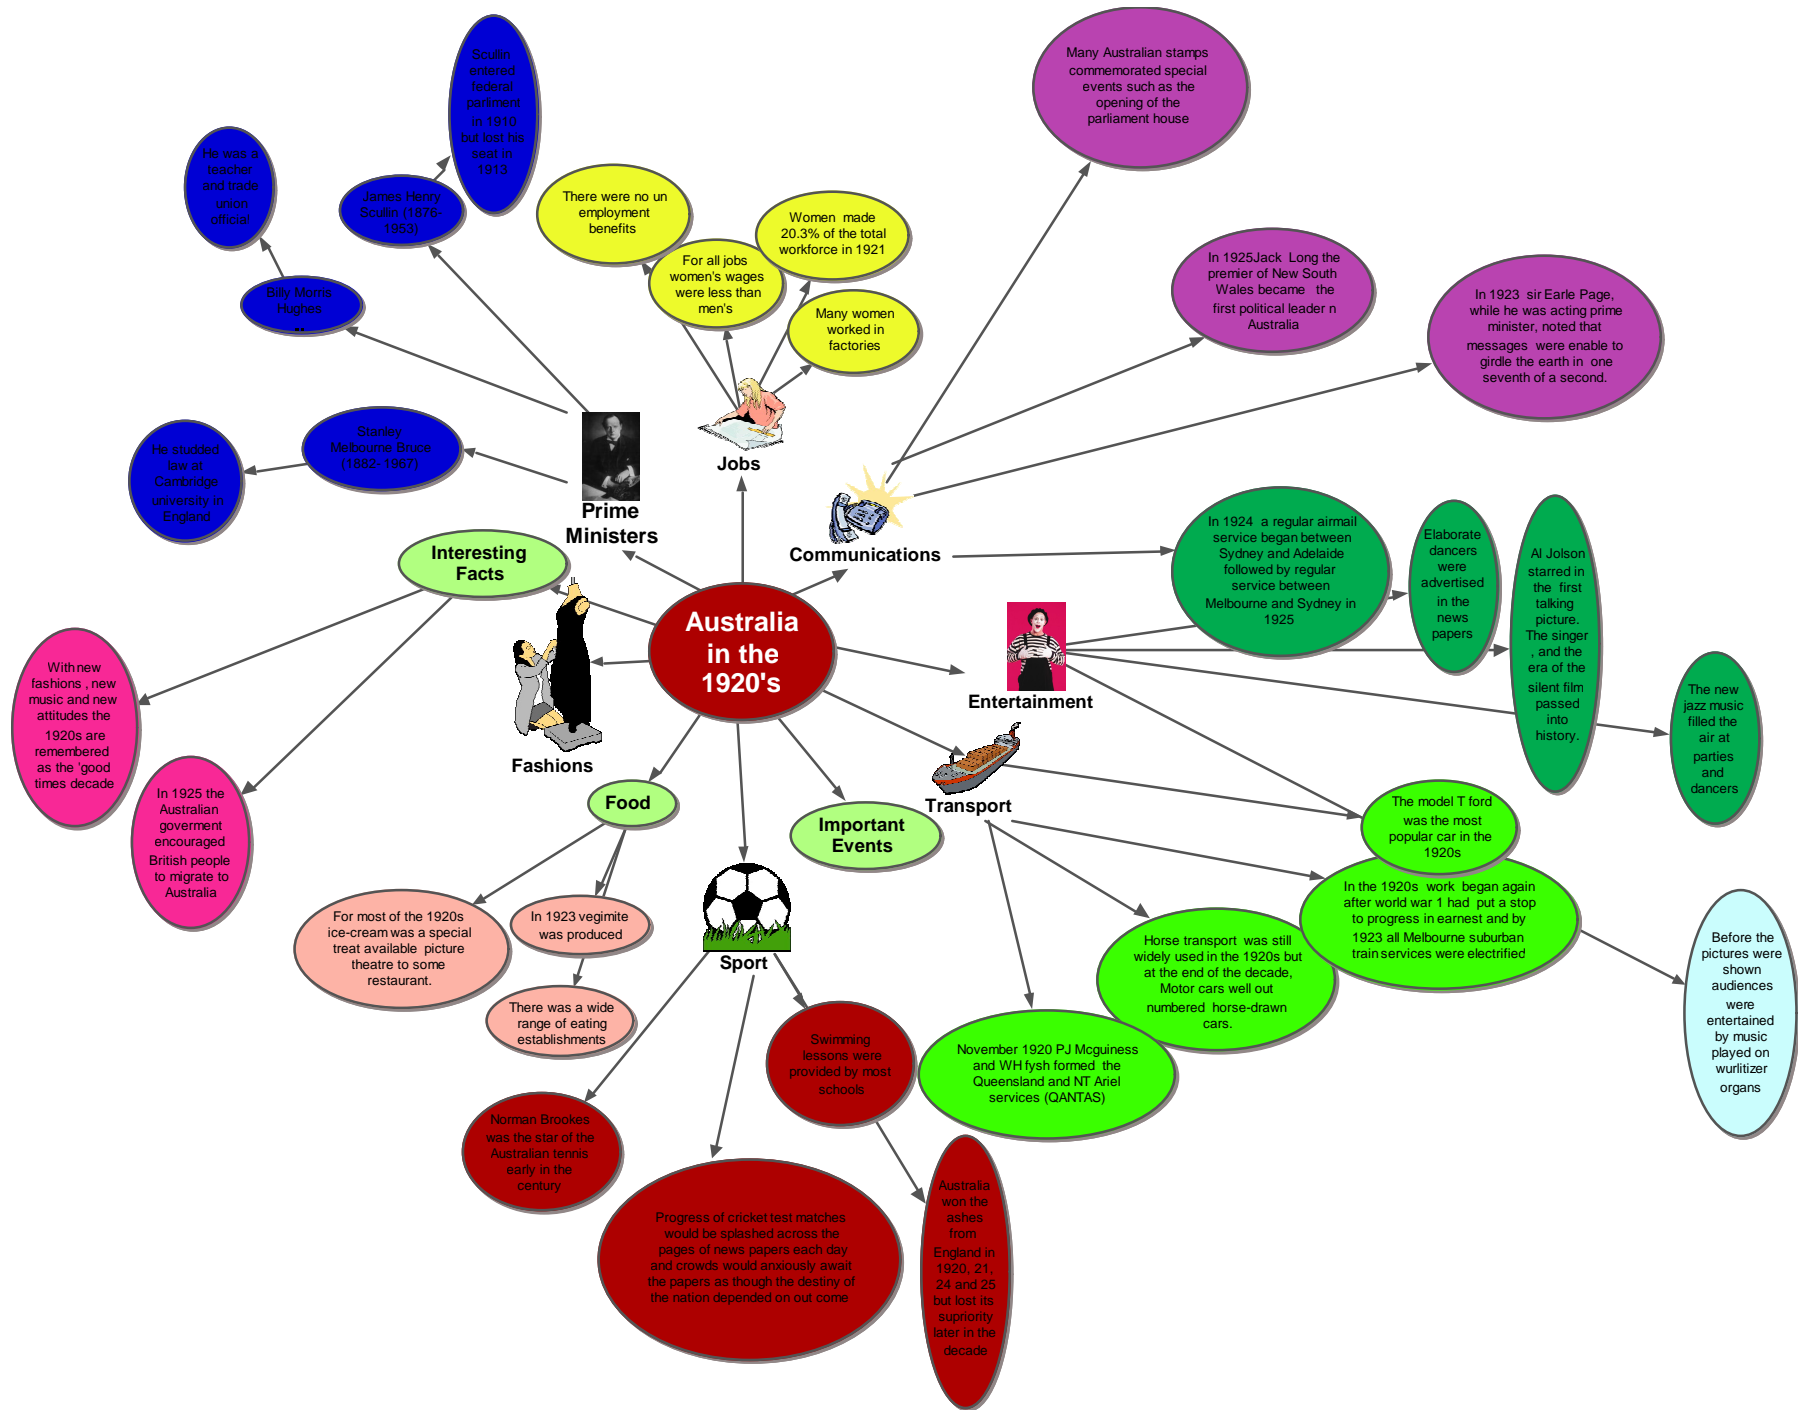 Scullin
entered
federal
parliment
in 1910
but lost his
seat in
1913
He was a
teacher
and trade
union
official
James Henry
Scullin (1876-
1953)
Billy Morris
Hughes
Stanley
Melbourne Bruce
(1882- 1967)
He studded
law at
Cambridge
university in
England
Prime
Ministers
There were no un
employment
benefits
For all jobs
women's wages
were less than
men's
Women made
20.3% of the total
workforce in 1921
Many women
worked in
factories
Jobs
Many Australian stamps
commemorated special
events such as the
opening of the
parliament house
In 1925Jack Long the
premier of New South
Wales became the
first political leader n
Australia
In 1923 sir Earle Page,
while he was acting prime
minister, noted that
messages were enable to
girdle the earth in one
seventh of a second.
Communications
In 1924 a regular airmail
service began between
Sydney and Adelaide
followed by regular
service between
Melbourne and Sydney in
1925
Elaborate
dancers
were
advertised
in the
news
papers
Al Jolson
starred in
the first
talking
picture.
The singer
, and the
era of the
silent film
passed
into
history.
The new
jazz music
filled the
air at
parties
and
dancers
Entertainment
Interesting
Facts
Australia
in the
1920's
With new
fashions , new
music and new
attitudes the
1920s are
remembered
as the 'good
times decade
In 1925 the
Australian
goverment
encouraged
British people
to migrate to
Australia
Fashions
Food
For most of the 1920s
ice-cream was a special
treat available picture
theatre to some
restaurant.
In 1923 vegimite
was produced
There was a wide
range of eating
establishments
Important
Events
Transport
The model T ford
was the most
popular car in the
1920s
In the 1920s work began again
after world war 1 had put a stop
to progress in earnest and by
1923 all Melbourne suburban
train services were electrified
Horse transport was still
widely used in the 1920s but
at the end of the decade,
Motor cars well out
numbered horse-drawn
cars.
November 1920 PJ Mcguiness
and WH fysh formed the
Queensland and NT Ariel
services (QANTAS)
Before the
pictures were
shown
audiences
were
entertained
by music
played on
wurlitizer
organs
Sport
Swimming
lessons were
provided by most
schools
Norman Brookes
was the star of the
Australian tennis
early in the
century
Progress of cricket test matches
would be splashed across the
pages of news papers each day
and crowds would anxiously await
the papers as though the destiny of
the nation depended on out come
Australia
won the
ashes
from
England in
1920, 21,
24 and 25
but lost its
supriority
later in the
decade